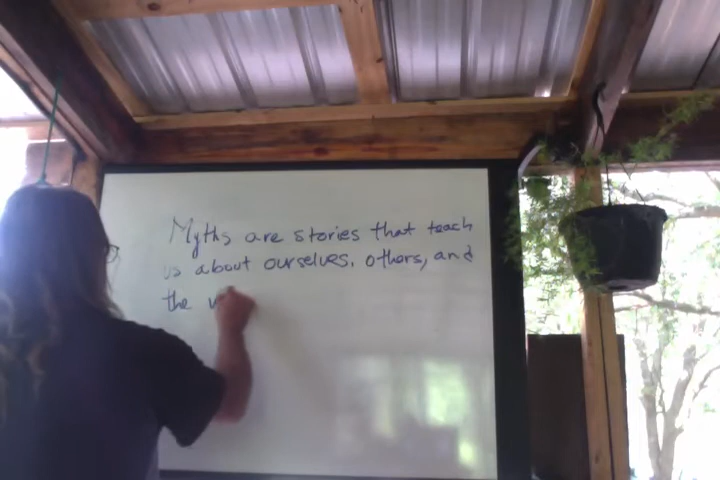 Myths are stories that teach
us about ourselves, others, and
the w